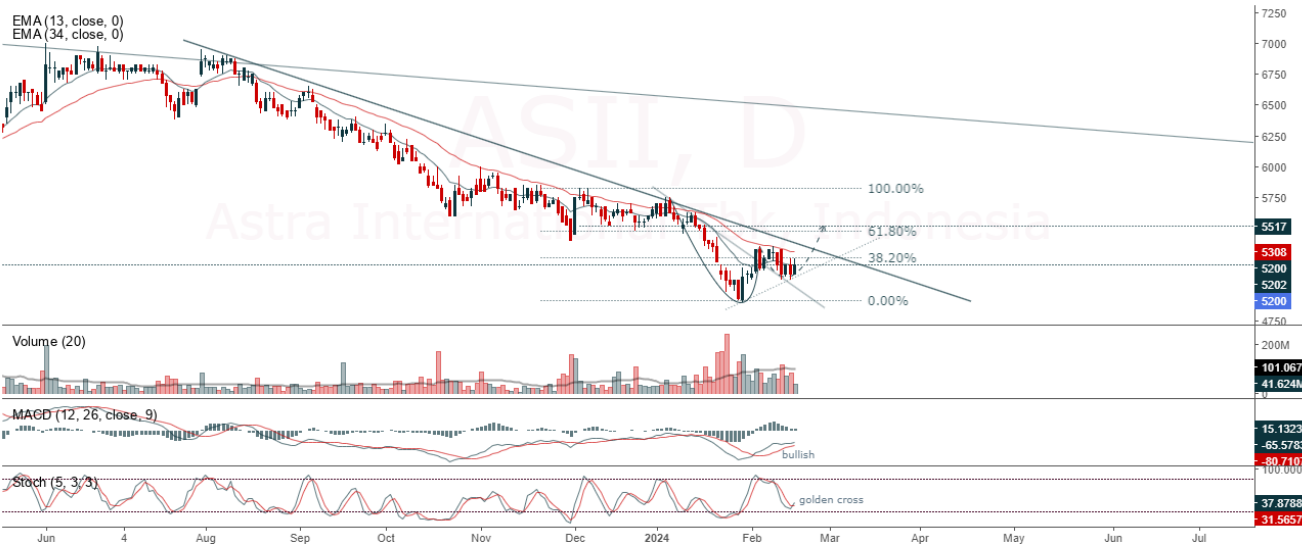 EMA (13, close, 0)
EMA (34, close, 0)
ASII, D
Astra International Tbk., Indonesia
7250
7000
6750
6500
6250
6000
5750
5517
5308
5200
5202
5200
4750
100.00%
61.80%
38.20%
0.00%
Volume (20)
200M
101.067
41.624M
0
MACD (12, 26, close, 9)
bullish
15.1323
-65.5783
-80.7107
Stoch (5, 3, 3)
golden cross
100.000
37.8788
31.5657
Jun 4 Aug Sep Oct Nov Dec 2024 Feb Mar Apr May Jun Jul